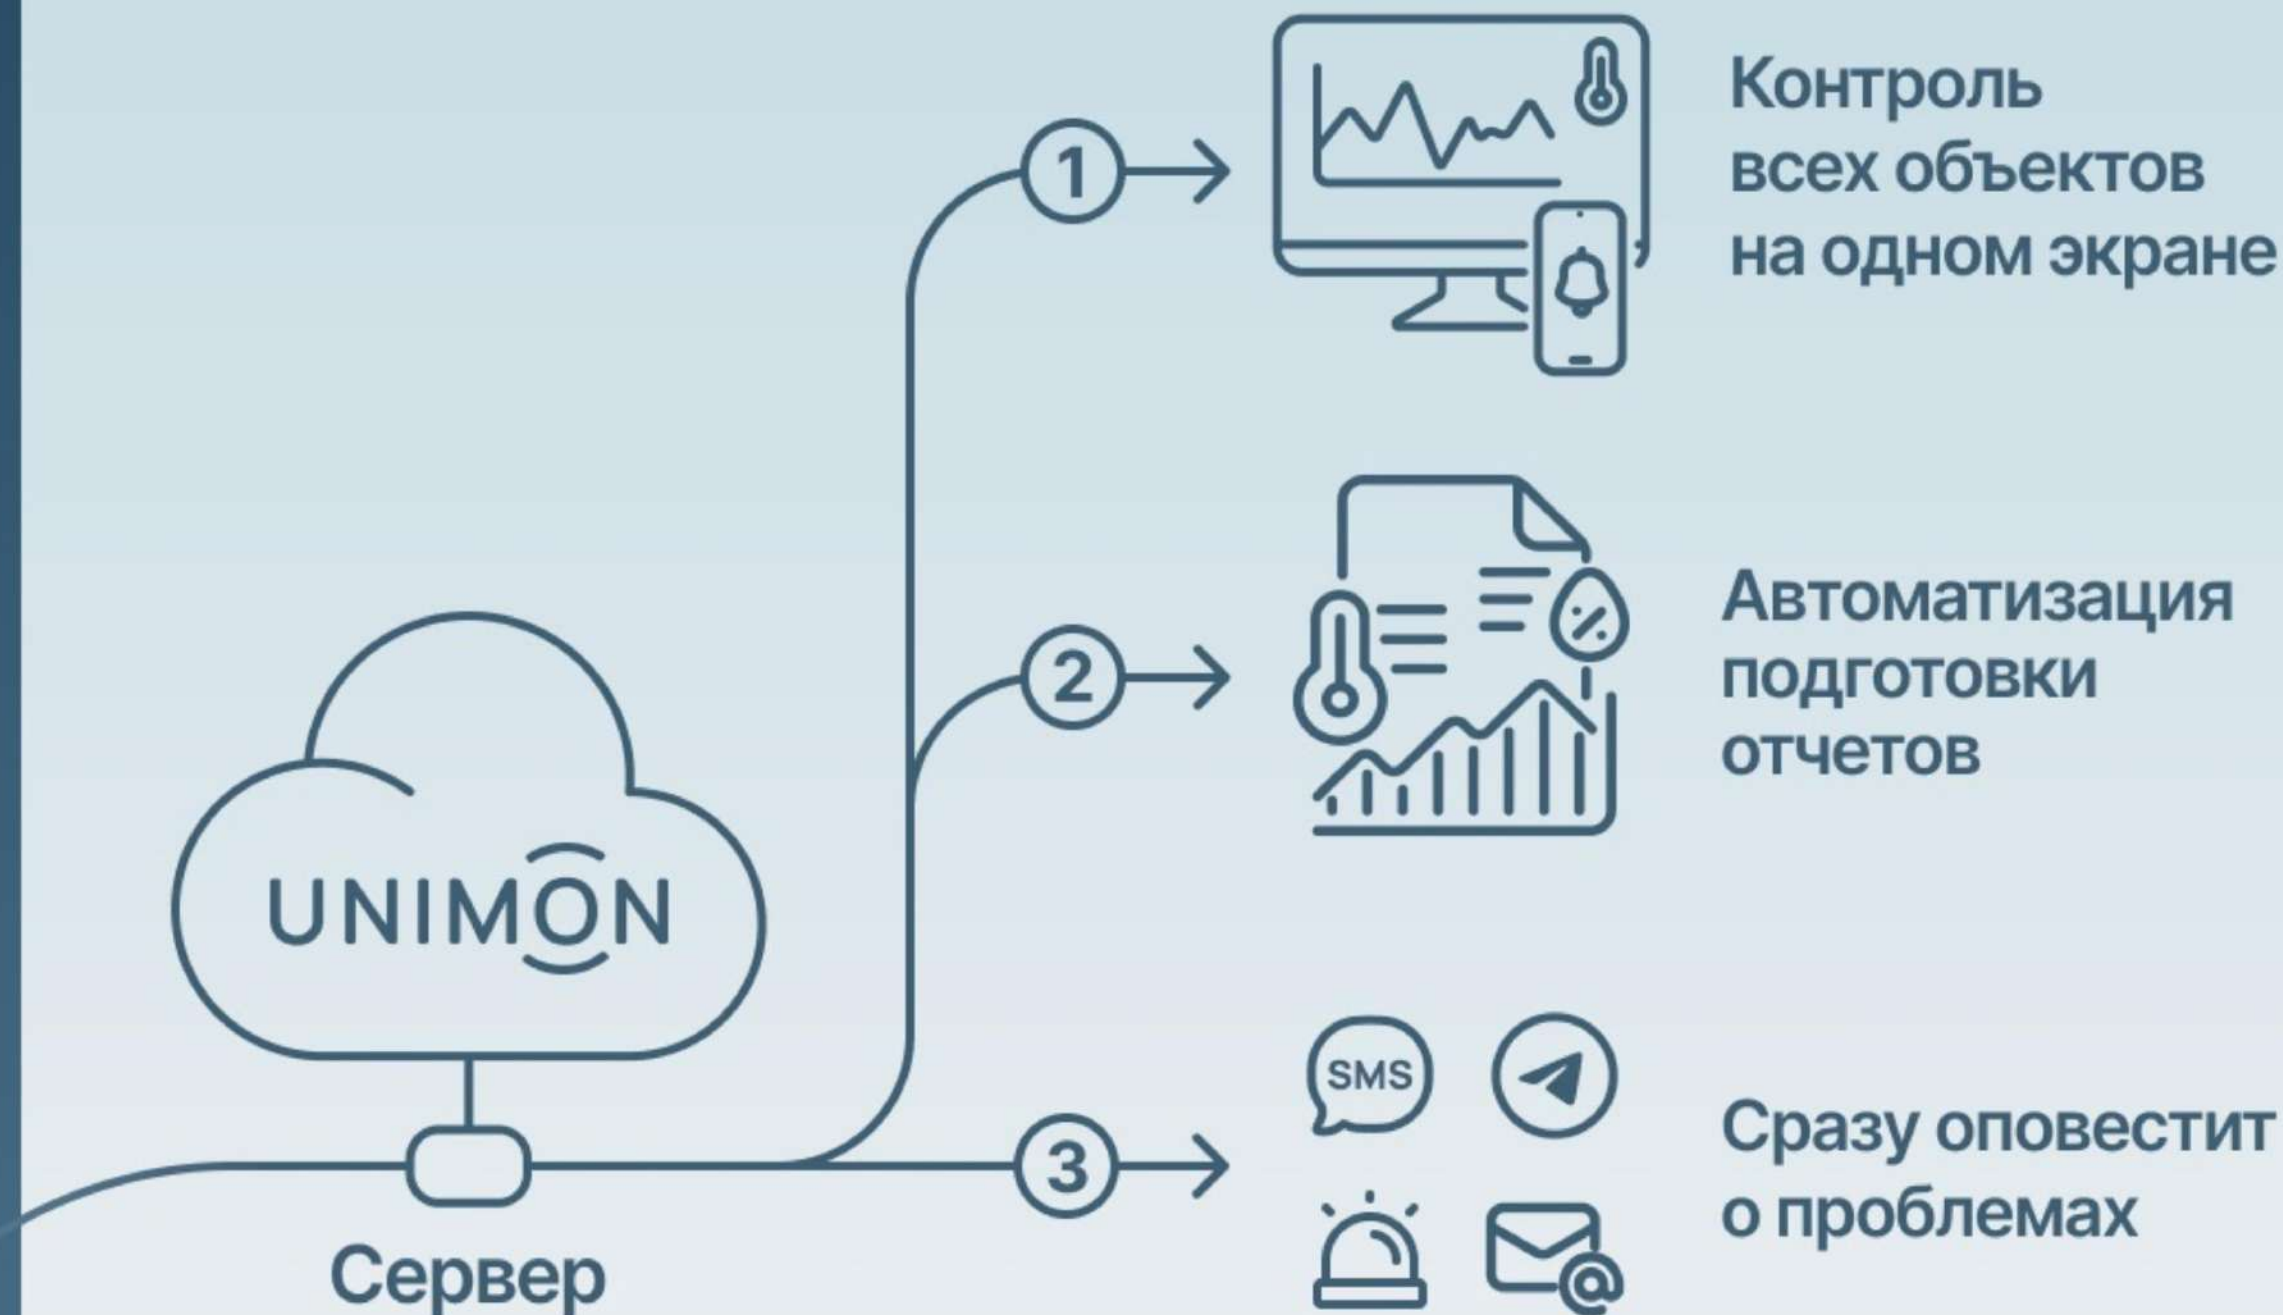 1
Контроль
всех объектов
на одном экране
2
Автоматизация
подготовки
отчетов
%
UNIMON
SMS
3
Сразу оповестит
о проблемах
@
Сервер